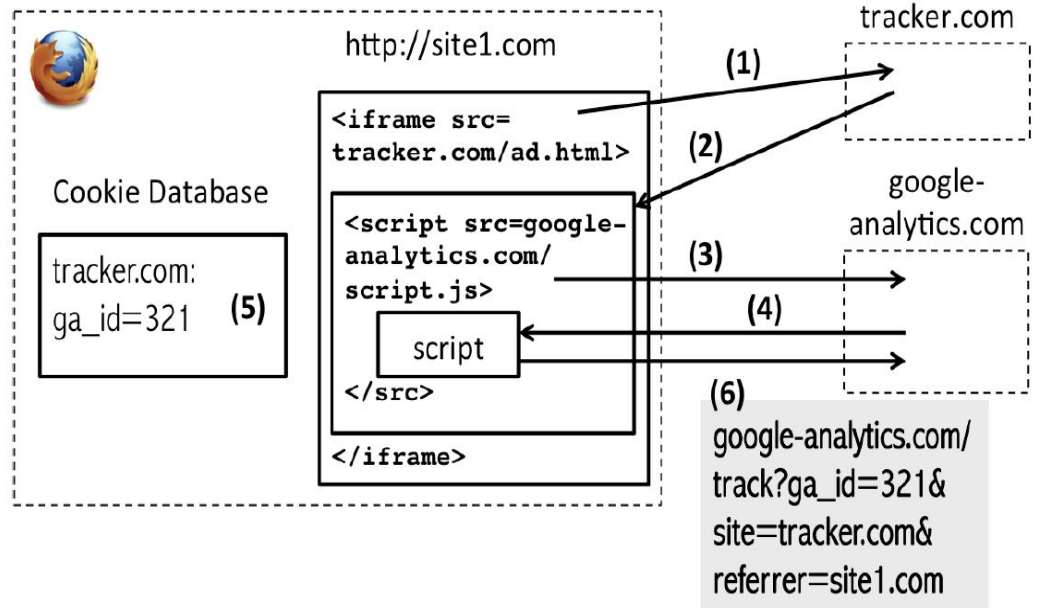 http://site1.com
<iframe src=
tracker.com/ad.html>
<script src=google-
analytics.com/
script.js>
script
</src>
</iframe>
Cookie Database
tracker.com:
ga_id=321
(5)
(1)
(2)
(3)
(4)
(6)
tracker.com
google-
analytics.com
google-analytics.com/
track?ga_id=321&
site=tracker.com&
referrer=site1.com